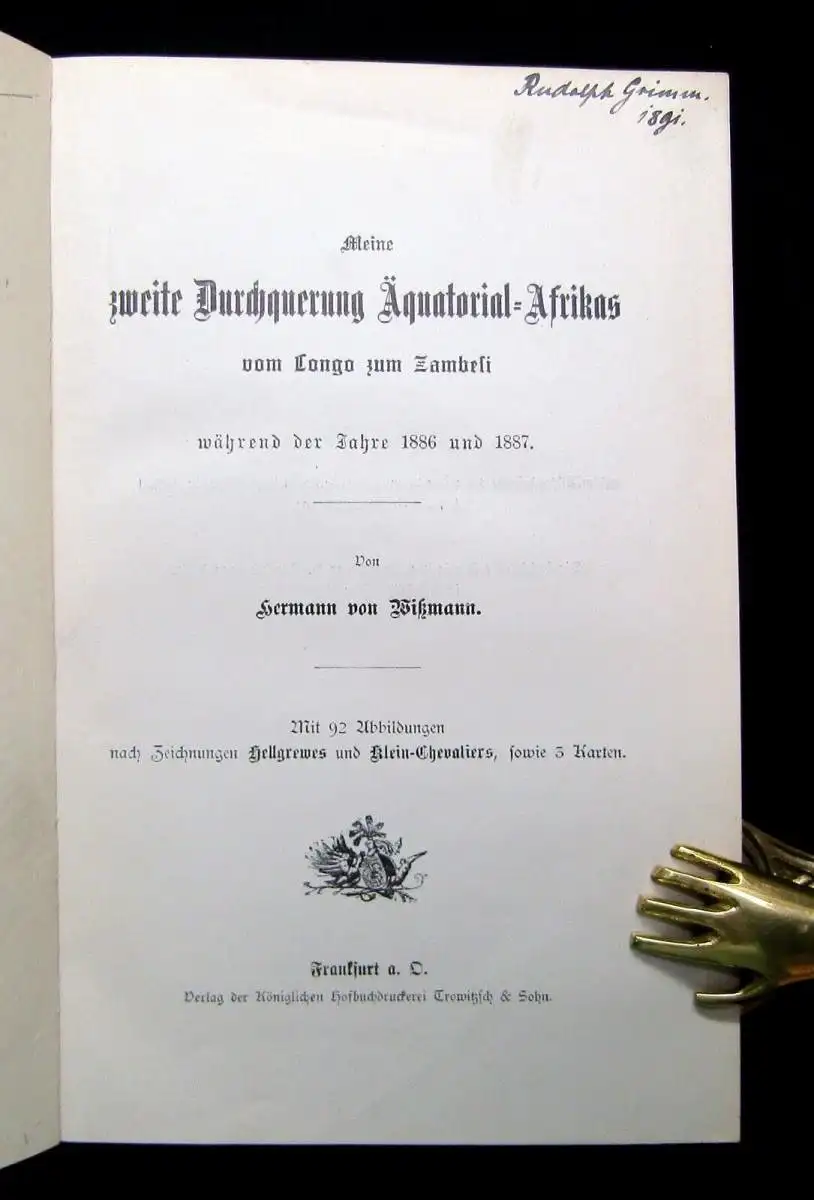 Rudolph Grimm.
1891.
Meine
zweite Durchquerung Äquatorial-Afrikas
vom Congo zum Zambesi
während der Jahre 1886 und 1887.
Von
Hermann von Wißmann.
Mit 92 Abbildungen
nach Zeichnungen Hellgrewes und Klein-Chevaliers, sowie 3 Karten.
Frankfurt a. O.
Verlag der Königlichen Hofbuchdruckerei Trowitzsch & Sohn.